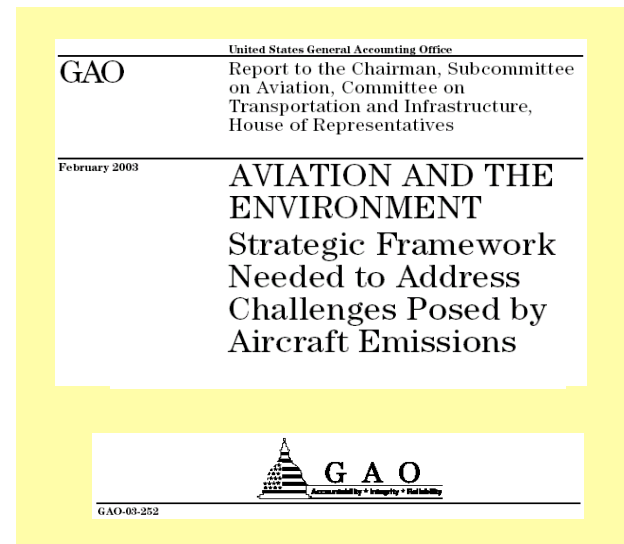 United States General Accounting Office
GAO
Report to the Chairman, Subcommittee
on Aviation, Committee on
Transportation and Infrastructure,
House of Representatives
February 2003
AVIATION AND THE
ENVIRONMENT
Strategic Framework
Needed to Address
Challenges Posed by
Aircraft Emissions
G A O
Accountability * Integrity * Reliability
GAO-03-252